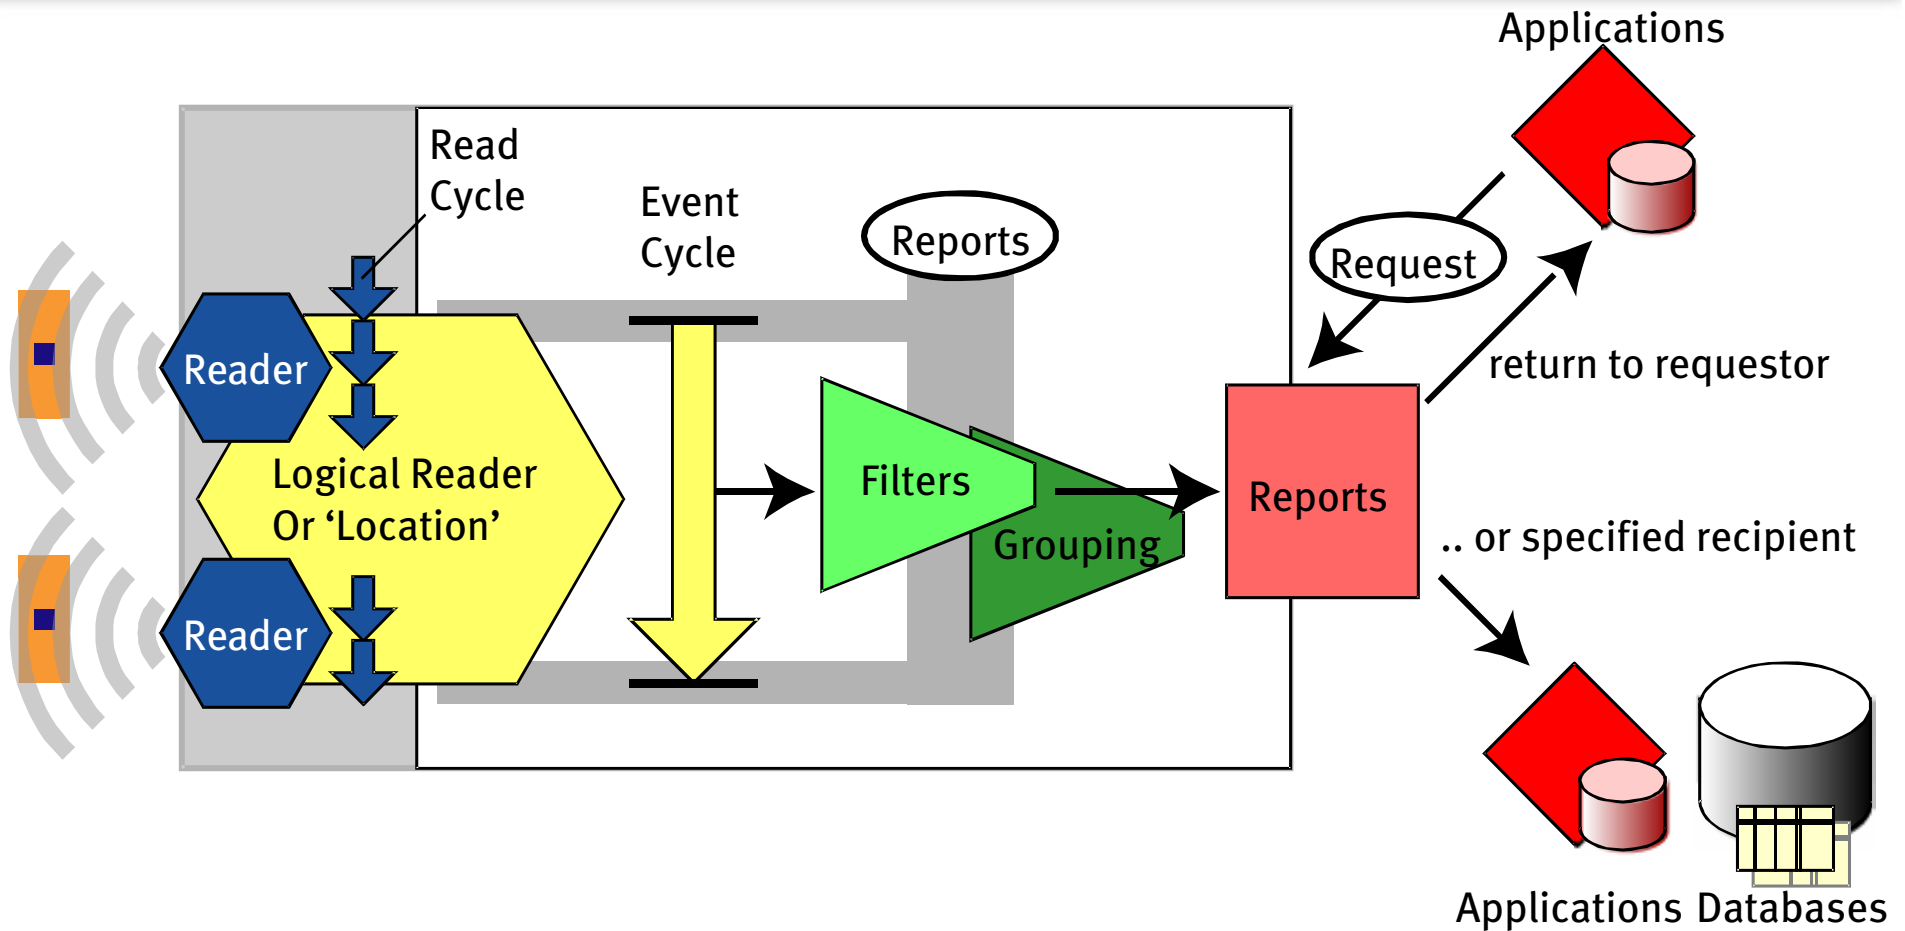 Applications
Read
Cycle
Event
Cycle
Reports
Request
Reader
return to requestor
Logical Reader
Or ‘Location’
Filters
Grouping
Reports
.. or specified recipient
Reader
Applications
Databases